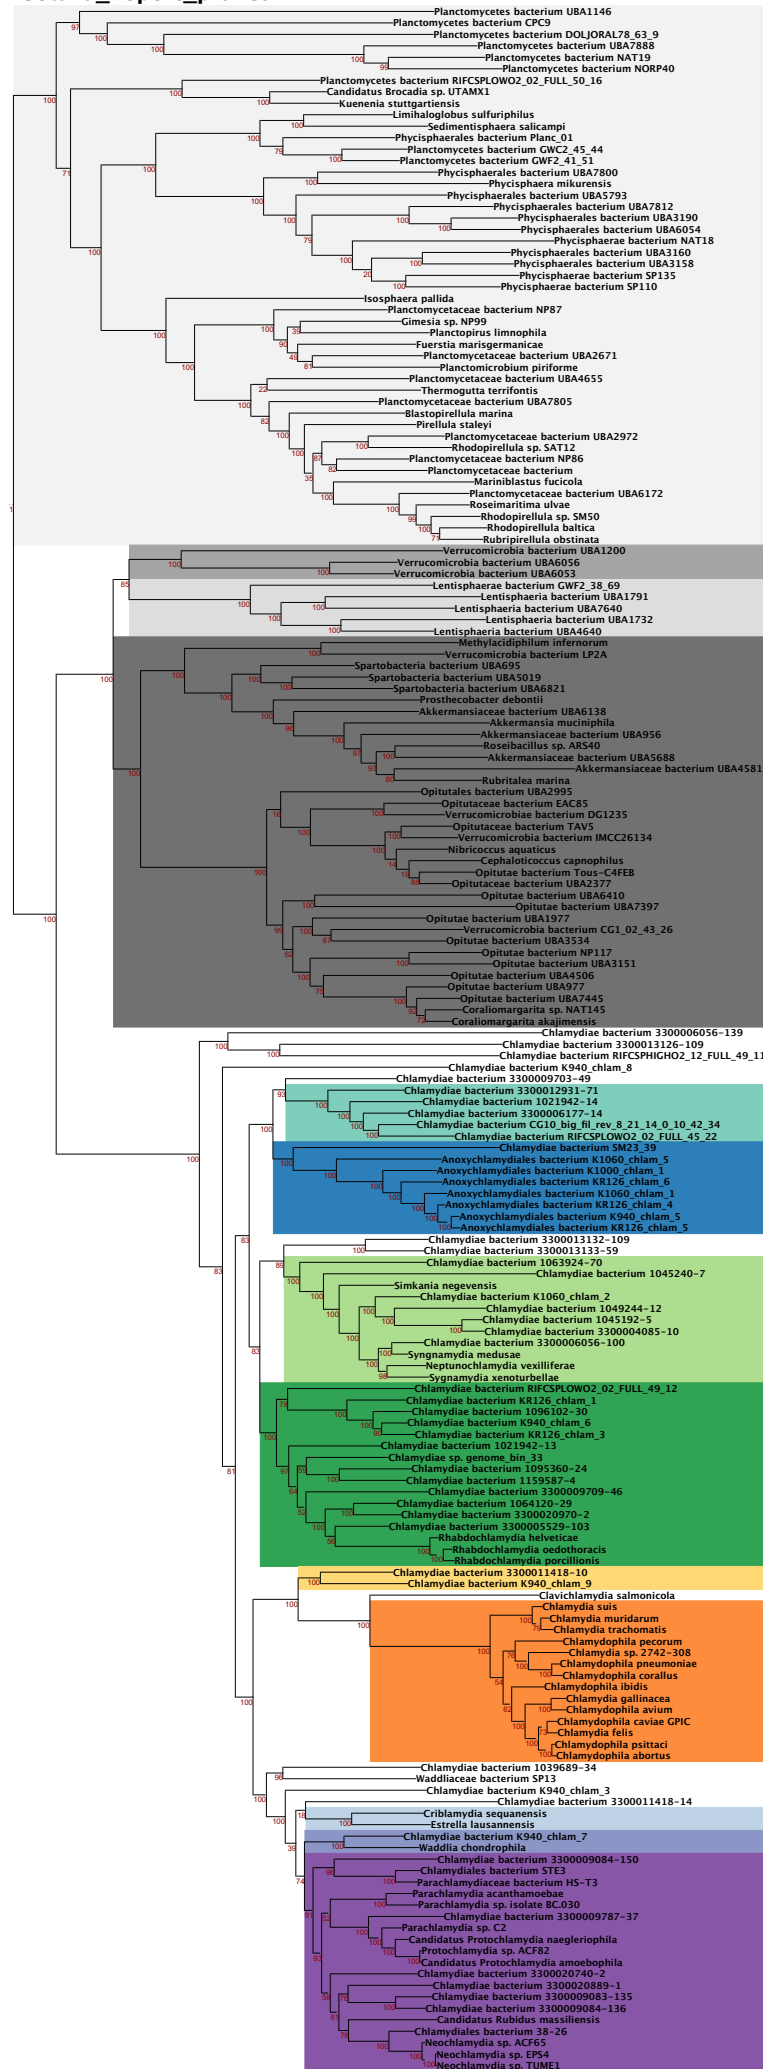 Planctomycetes bacterium UBA1146
Planctomycetes bacterium CPC9
Planctomycetes bacterium DOLJORAL78_63_9
Planctomycetes bacterium UBA7888
Planctomycetes bacterium NAT19
Planctomycetes bacterium NORP40
Planctomycetes bacterium RIFCSPLOWO2_02_FULL_50_16
Candidatus Brocadia sp. UTAMX1
Kuenenia stuttgartiensis
Limihaloglobus sulfuriphilus
Sedimentisphaera salicampi
Phycisphaerales bacterium Planc_01
Planctomycetes bacterium GWC2_45_44
Planctomycetes bacterium GWF2_41_51
Phycisphaerales bacterium UBA7800
Phycisphaera mikurensis
Phycisphaerales bacterium UBA5793
Phycisphaerales bacterium UBA7812
Phycisphaerales bacterium UBA3190
Phycisphaerales bacterium UBA6054
Phycisphaerae bacterium NAT18
Phycisphaerales bacterium UBA3160
Phycisphaerales bacterium UBA3158
Phycisphaerae bacterium SP135
Phycisphaerae bacterium SP110
Isosphaera pallida
Planctomycetaceae bacterium NP87
Gimesia sp. NP99
Planctopirus limnophila
Fuerstia marisgermanicae
Planctomycetaceae bacterium UBA2671
Planctomicrobium piriforme
Planctomycetaceae bacterium UBA4655
Thermogutta terrifontis
Planctomycetaceae bacterium UBA7805
Blastopirellula marina
Pirellula staleyi
Planctomycetaceae bacterium UBA2972
Rhodopirellula sp. SAT12
Planctomycetaceae bacterium NP86
Planctomycetaceae bacterium
Mariniblastus fucicola
Planctomycetaceae bacterium UBA6172
Roseimaritima ulvae
Rhodopirellula sp. SM50
Rhodopirellula baltica
Rubripirellula obstinata
Verrucomicrobia bacterium UBA1200
Verrucomicrobia bacterium UBA6056
Verrucomicrobia bacterium UBA6053
Lentisphaerae bacterium GWF2_38_69
Lentisphaeria bacterium UBA1791
Lentisphaeria bacterium UBA7640
Lentisphaeria bacterium UBA1732
Lentisphaeria bacterium UBA4640
Methylacidiphilum infernorum
Verrucomicrobia bacterium LP2A
Spartobacteria bacterium UBA695
Spartobacteria bacterium UBA5019
Spartobacteria bacterium UBA6821
Prosthecobacter debontii
Akkermansiaceae bacterium UBA6138
Akkermansia muciniphila
Akkermansiaceae bacterium UBA956
Roseibacillus sp. ARS40
Akkermansiaceae bacterium UBA5688
Akkermansiaceae bacterium UBA4581
Rubritalea marina
Opitutales bacterium UBA2995
Opitutaceae bacterium EAC85
Verrucomicrobiae bacterium DG1235
Opitutaceae bacterium TAV5
Verrucomicrobia bacterium IMCC26134
Nibricoccus aquaticus
Cephaloticoccus capnophilus
Opitutae bacterium Tous-C4FEB
Opitutaceae bacterium UBA2377
Opitutae bacterium UBA6410
Opitutae bacterium UBA7397
Opitutae bacterium UBA1977
Verrucomicrobia bacterium CG1_02_43_26
Opitutae bacterium UBA3534
Opitutae bacterium NP117
Opitutae bacterium UBA3151
Opitutae bacterium UBA4506
Opitutae bacterium UBA977
Opitutae bacterium UBA7445
Coraliomargarita sp. NAT145
Coraliomargarita akajimensis
Chlamydiae bacterium 3300006056-139
Chlamydiae bacterium 3300013126-109
Chlamydiae bacterium RIFCSPHIGHO2_12_FULL_49_11
Chlamydiae bacterium K940_chlam_8
Chlamydiae bacterium 3300009703-49
Chlamydiae bacterium 3300012931-71
Chlamydiae bacterium 1021942-14
Chlamydiae bacterium 3300006177-14
Chlamydiae bacterium CG10_big_fil_rev_8_21_14_0_10_42_34
Chlamydiae bacterium RIFCSPLOWO2_02_FULL_45_22
Chlamydiae bacterium SM23_39
Anoxychlamydiales bacterium K1060_chlam_5
Anoxychlamydiales bacterium K1000_chlam_1
Anoxychlamydiales bacterium KR126_chlam_6
Anoxychlamydiales bacterium K1060_chlam_1
Anoxychlamydiales bacterium KR126_chlam_4
Anoxychlamydiales bacterium K940_chlam_5
Anoxychlamydiales bacterium KR126_chlam_5
Chlamydiae bacterium 3300013132-109
Chlamydiae bacterium 3300013133-59
Chlamydiae bacterium 1063924-70
Chlamydiae bacterium 1045240-7
Simkania negevensis
Chlamydiae bacterium K1060_chlam_2
Chlamydiae bacterium 1049244-12
Chlamydiae bacterium 1045192-5
Chlamydiae bacterium 3300004085-10
Chlamydiae bacterium 3300006056-100
Syngnamydia medusae
Neptunochlamydia vexilliferae
Sygnamydia xenoturbellae
Chlamydiae bacterium RIFCSPLOWO2_02_FULL_49_12
Chlamydiae bacterium KR126_chlam_1
Chlamydiae bacterium 1096102-30
Chlamydiae bacterium K940_chlam_6
Chlamydiae bacterium KR126_chlam_3
Chlamydiae bacterium 1021942-13
Chlamydiae sp. genome_bin_33
Chlamydiae bacterium 1095360-24
Chlamydiae bacterium 1159587-4
Chlamydiae bacterium 3300009709-46
Chlamydiae bacterium 1064120-29
Chlamydiae bacterium 3300020970-2
Chlamydiae bacterium 3300005529-103
Rhabdochlamydia helveticae
Rhabdochlamydia oedothoracis
Rhabdochlamydia porcillionis
Chlamydiae bacterium 3300011418-10
Chlamydiae bacterium K940_chlam_9
Clavichlamydia salmonicola
Chlamydia suis
Chlamydia muridarum
Chlamydia trachomatis
Chlamydophila pecorum
Chlamydia sp. 2742-308
Chlamydophila pneumoniae
Chlamydophila corallus
Chlamydophila ibidis
Chlamydia gallinacea
Chlamydophila avium
Chlamydophila caviae GPIC
Chlamydia felis
Chlamydophila psittaci
Chlamydophila abortus
Chlamydiae bacterium 1039689-34
Waddliaceae bacterium SP13
Chlamydiae bacterium K940_chlam_3
Chlamydiae bacterium 3300011418-14
Criblamydia sequanensis
Estrella lausannensis
Chlamydiae bacterium K940_chlam_7
Waddlia chondrophila
Chlamydiae bacterium 3300009084-150
Chlamydiales bacterium STE3
Parachlamydiaceae bacterium HS-T3
Parachlamydia acanthamoebae
Parachlamydia sp. isolate BC.030
Chlamydiae bacterium 3300009787-37
Parachlamydia sp. C2
Candidatus Protochlamydia naegleriophila
Protochlamydia sp. ACF82
Candidatus Protochlamydia amoebophila
Chlamydiae bacterium 3300020740-2
Chlamydiae bacterium 3300020889-1
Chlamydiae bacterium 3300009083-135
Chlamydiae bacterium 3300009084-136
Candidatus Rubidus massiliensis
Chlamydiales bacterium 38-26
Neochlamydia sp. ACF65
Neochlamydia sp. EPS4
Neochlamydia sp. TUME1